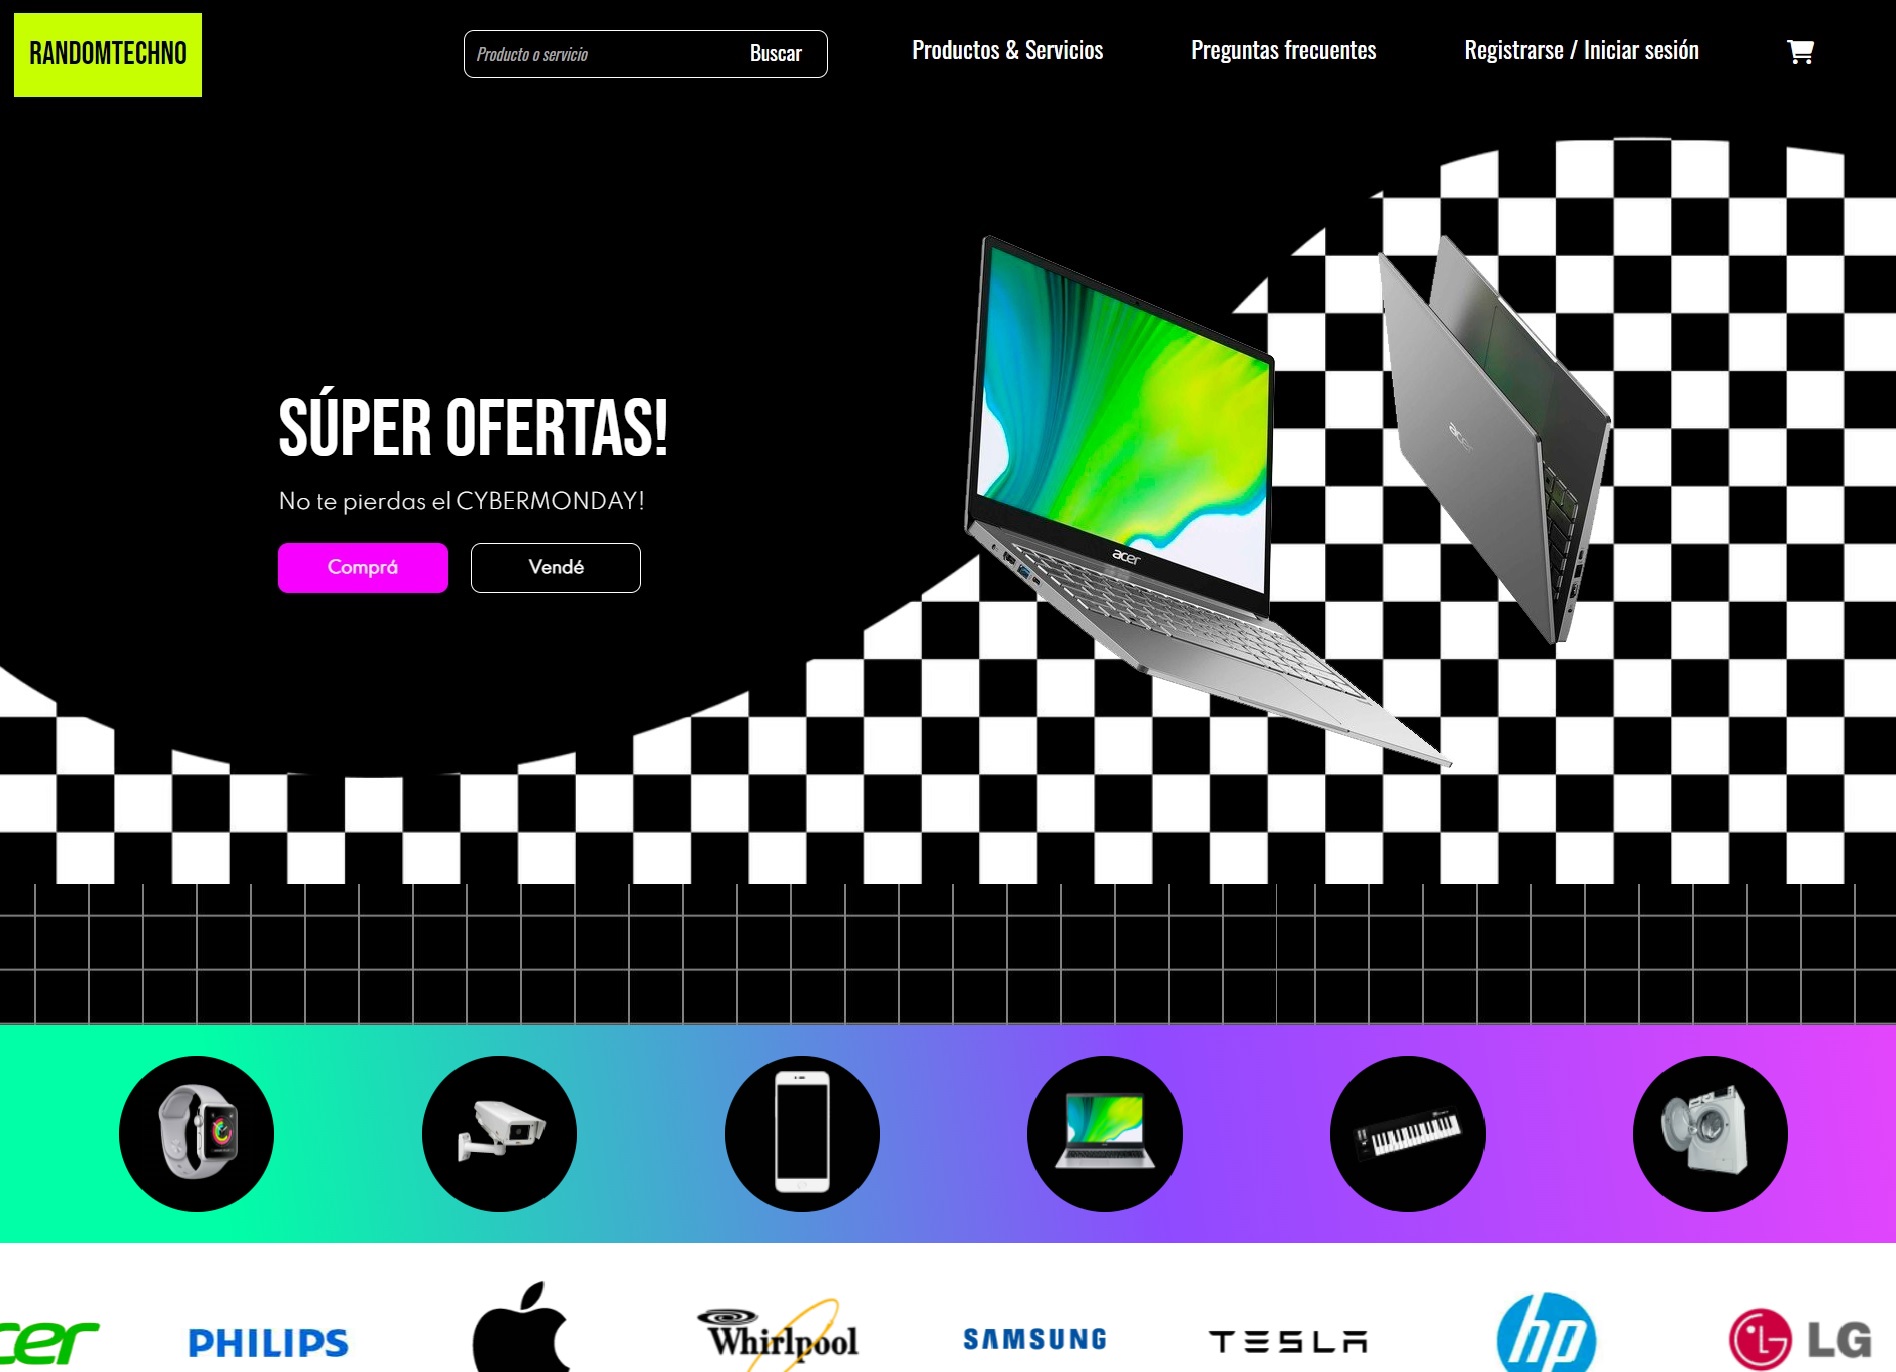 RANDOMTECHNO
Producto o servicio
Buscar
Productos & Servicios
Preguntas frecuentes
Registrarse / Iniciar sesión
SÚPER OFERTAS!
No te pierdas el CYBERMONDAY!
Comprá
Vendé
acer
acer
cer
PHILIPS
Whirlpool
SAMSUNG
TESLA
hp
LG